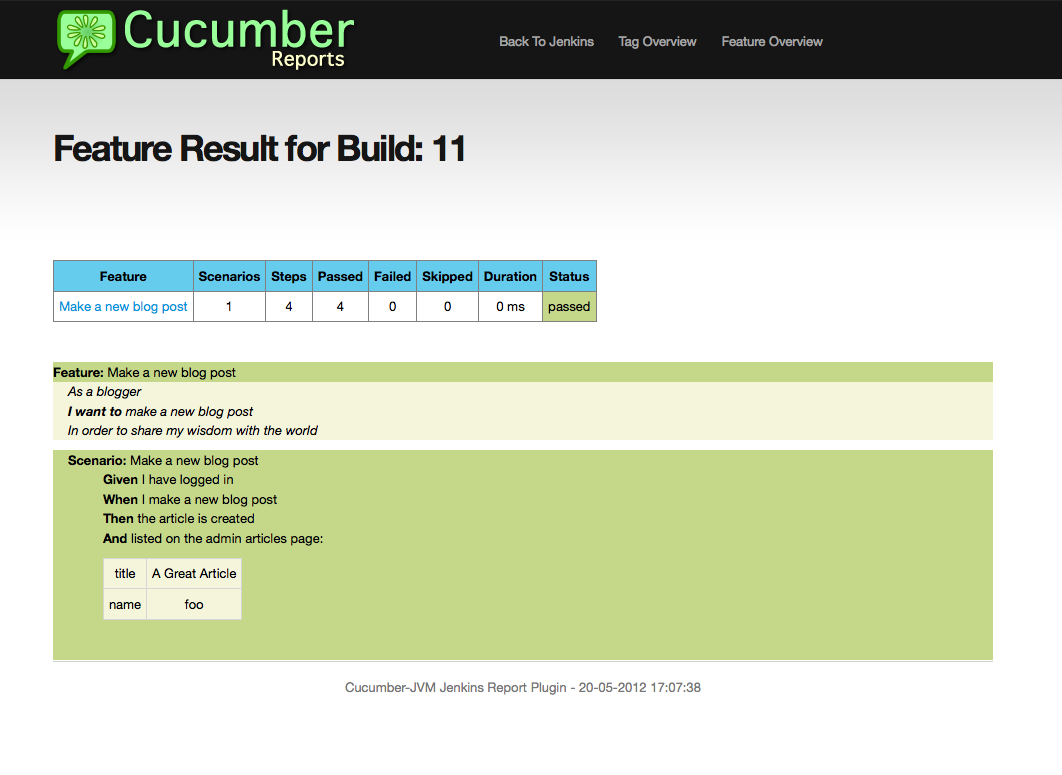 Cucumber
Reports
Back To Jenkins Tag Overview Feature Overview
Feature Result for Build: 11
Feature Scenarios Steps Passed Failed Skipped Duration Status
Make a new blog post 1 4 4 0 0 0 ms passed
Feature: Make a new blog post
As a blogger
I want to make a new blog post
In order to share my wisdom with the world
Scenario: Make a new blog post
Given I have logged in
When I make a new blog post
Then the article is created
And listed on the admin articles page:
title A Great Article
name foo
Cucumber-JVM Jenkins Report Plugin - 20-05-2012 17:07:38